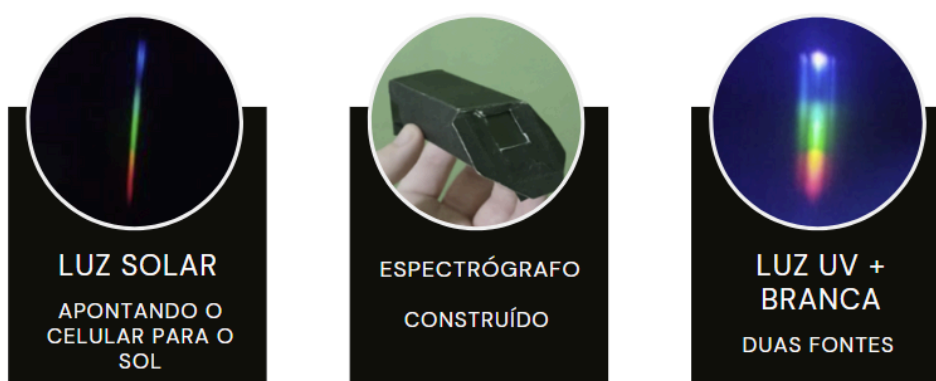 LUZ SOLAR
APONTANDO O
CELULAR PARA O
SOL
ESPECTRÓGRAFO
CONSTRUÍDO
LUZ UV +
BRANCA
DUAS FONTES